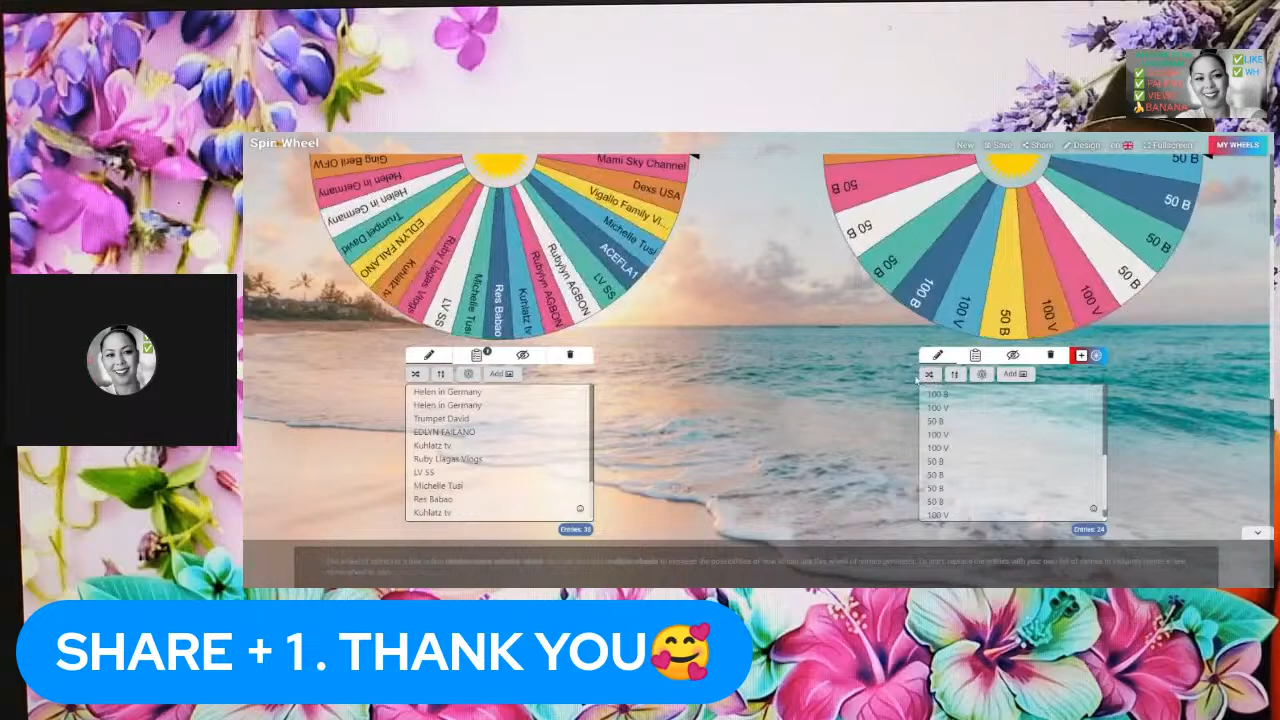 LIKE
WH
VIEW
BANANA
Spin Wheel
New Save Share Design en Fullscreen MY WHEELS
Ging Beril OFW
Helen in Germany
Helen in Germany
Trumpet David
EDLYN FAILANO
Kuhlatz tv
Ruby Llagas Vlogs
LV SS
Michelle Tusi
Res Babao
Kuhlatz tv
Rubylyn AGBON
Rubylyn AGBON
LV SS
ACEFLA1
Michelle Tusi
Vigallo Family Vi...
Dexs USA
Mami Sky Channel
50 B
50 B
50 B
100 B
100 V
50 B
100 V
100 V
50 B
50 B
50 B
50 B
Add
Helen in Germany
Helen in Germany
Trumpet David
EDLYN FAILANO
Kuhlatz tv
Ruby Llagas Vlogs
LV SS
Michelle Tusi
Res Babao
Kuhlatz tv
Add
100 B
100 V
50 B
100 V
100 V
50 B
50 B
50 B
50 B
100 V
Entries: 24
SHARE + 1 . THANK YOU🥰